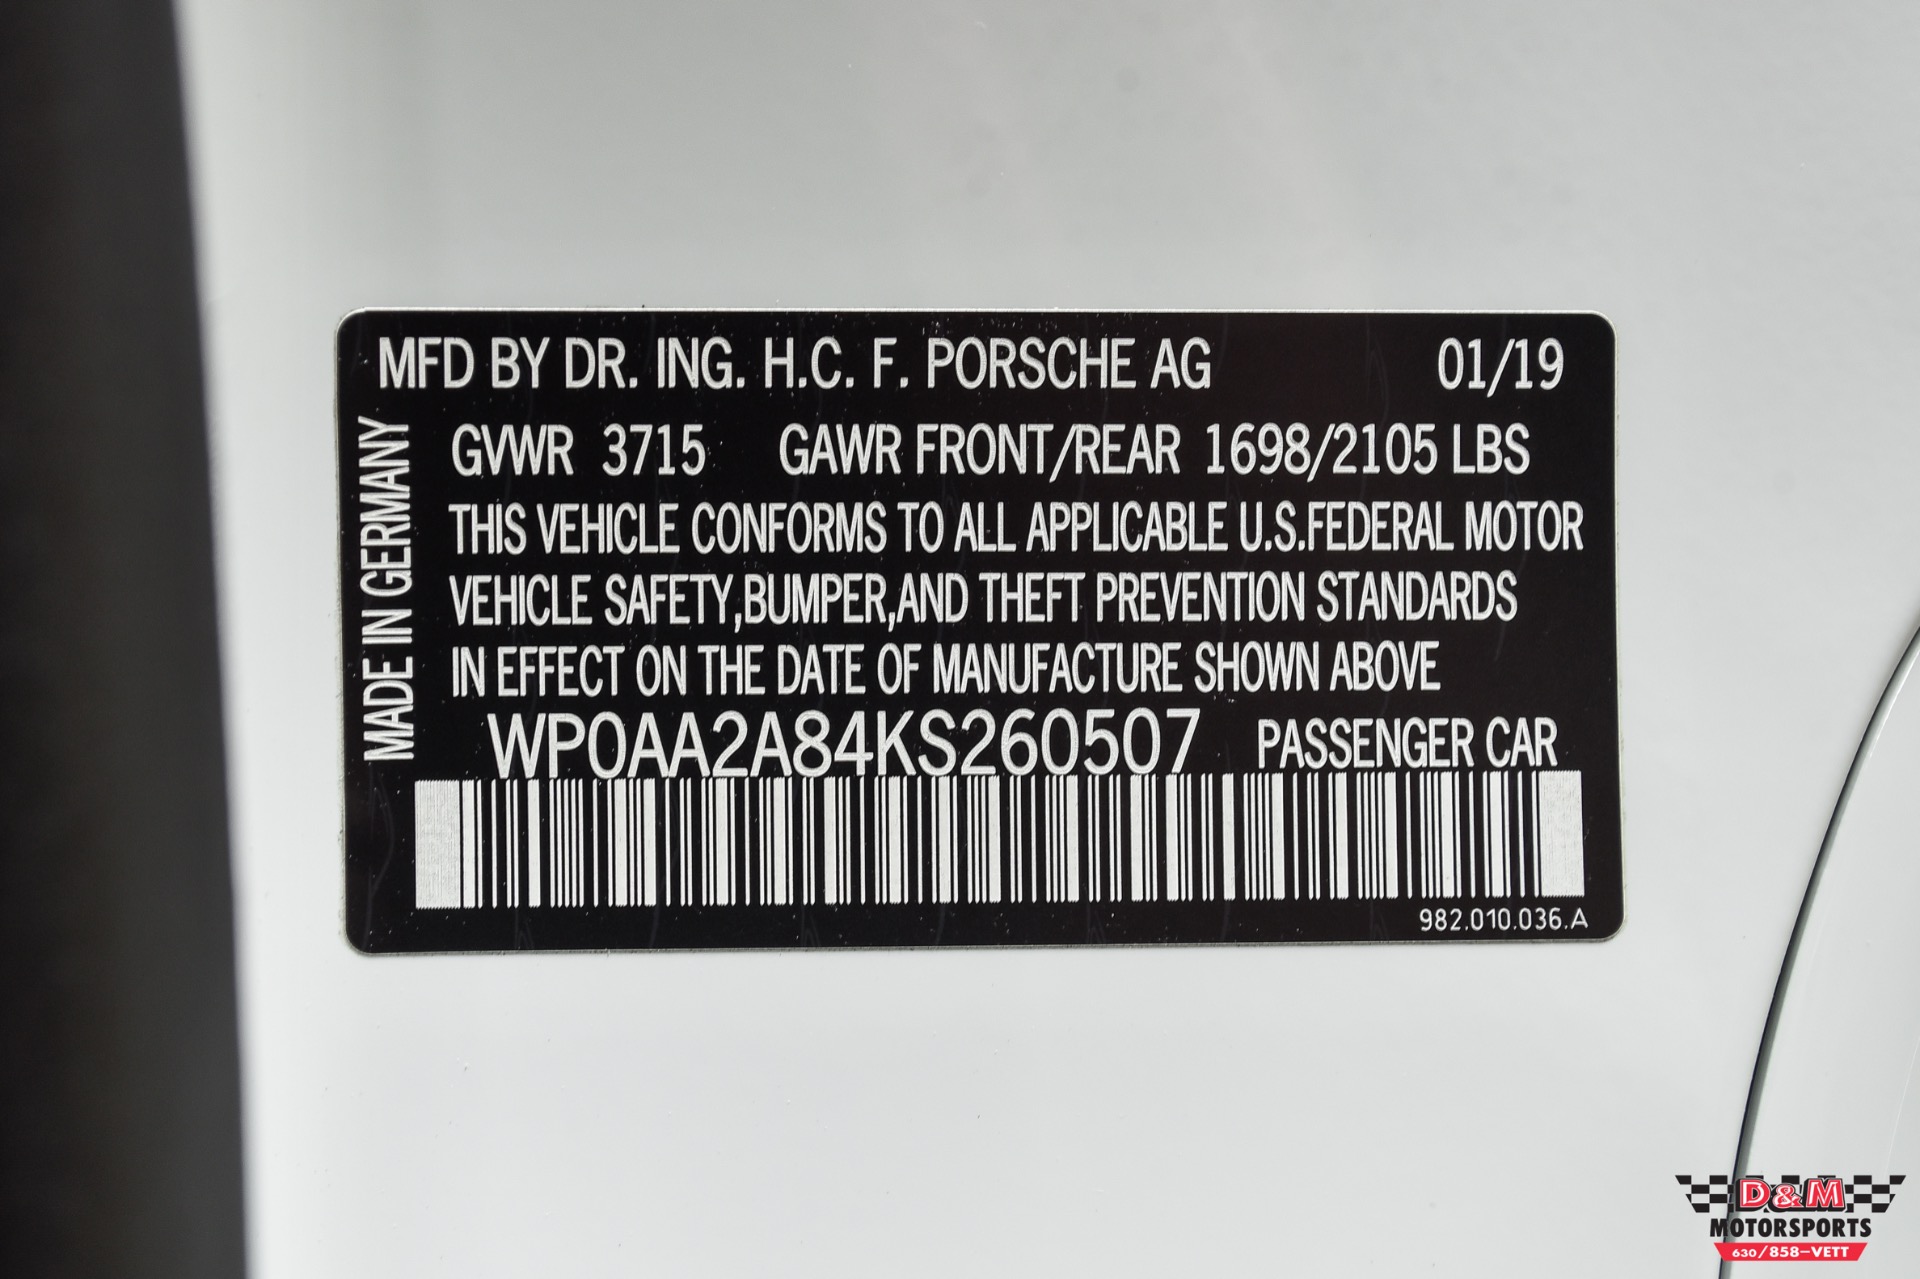 MFD BY DR. ING. H.C. F. PORSCHE AG 01/19
MADE IN GERMANY
GVWR 3715 GAWR FRONT/REAR 1698/2105 LBS
THIS VEHICLE CONFORMS TO ALL APPLICABLE U.S.FEDERAL MOTOR
VEHICLE SAFETY,BUMPER,AND THEFT PREVENTION STANDARDS
IN EFFECT ON THE DATE OF MANUFACTURE SHOWN ABOVE
WP0AA2A84KS260507 PASSENGER CAR
982.010.036.A
D&M
MOTORSPORTS
630/858-VETT